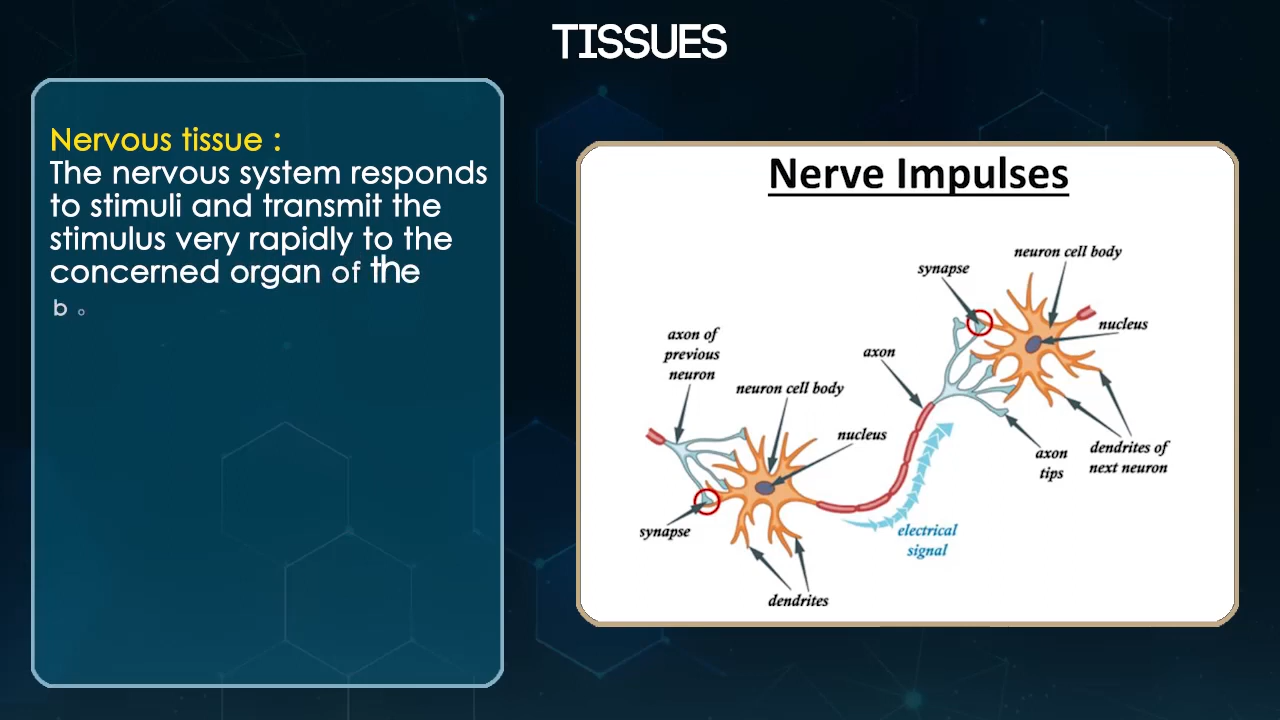 TISSUES
Nervous tissue :
The nervous system responds
to stimuli and transmit the
stimulus very rapidly to the
concerned organ of the
b o
Nerve Impulses
neuron cell body
synapse
nucleus
axon of
previous
neuron
axon
neuron cell body
nucleus
axon
tips
dendrites of
next neuron
synapse
electrical
signal
dendrites